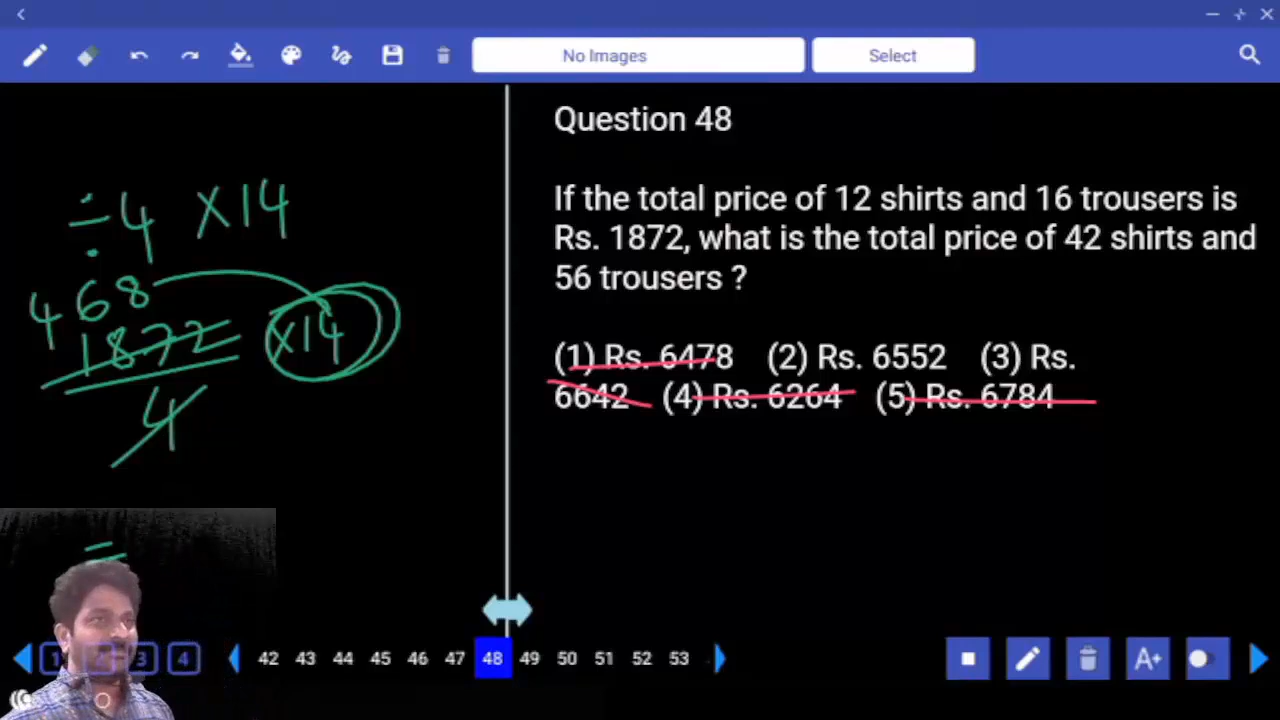 No Images
Select
Question 48
÷4 ×14
If the total price of 12 shirts and 16 trousers is
Rs. 1872, what is the total price of 42 shirts and
56 trousers ?
468
1872 ×14
4
(1) Rs. 6478 (2) Rs. 6552 (3) Rs.
6642 (4) Rs. 6264 (5) Rs. 6784
=
1 3 4
42 43 44 45 46 47 48 49 50 51 52 53
A+